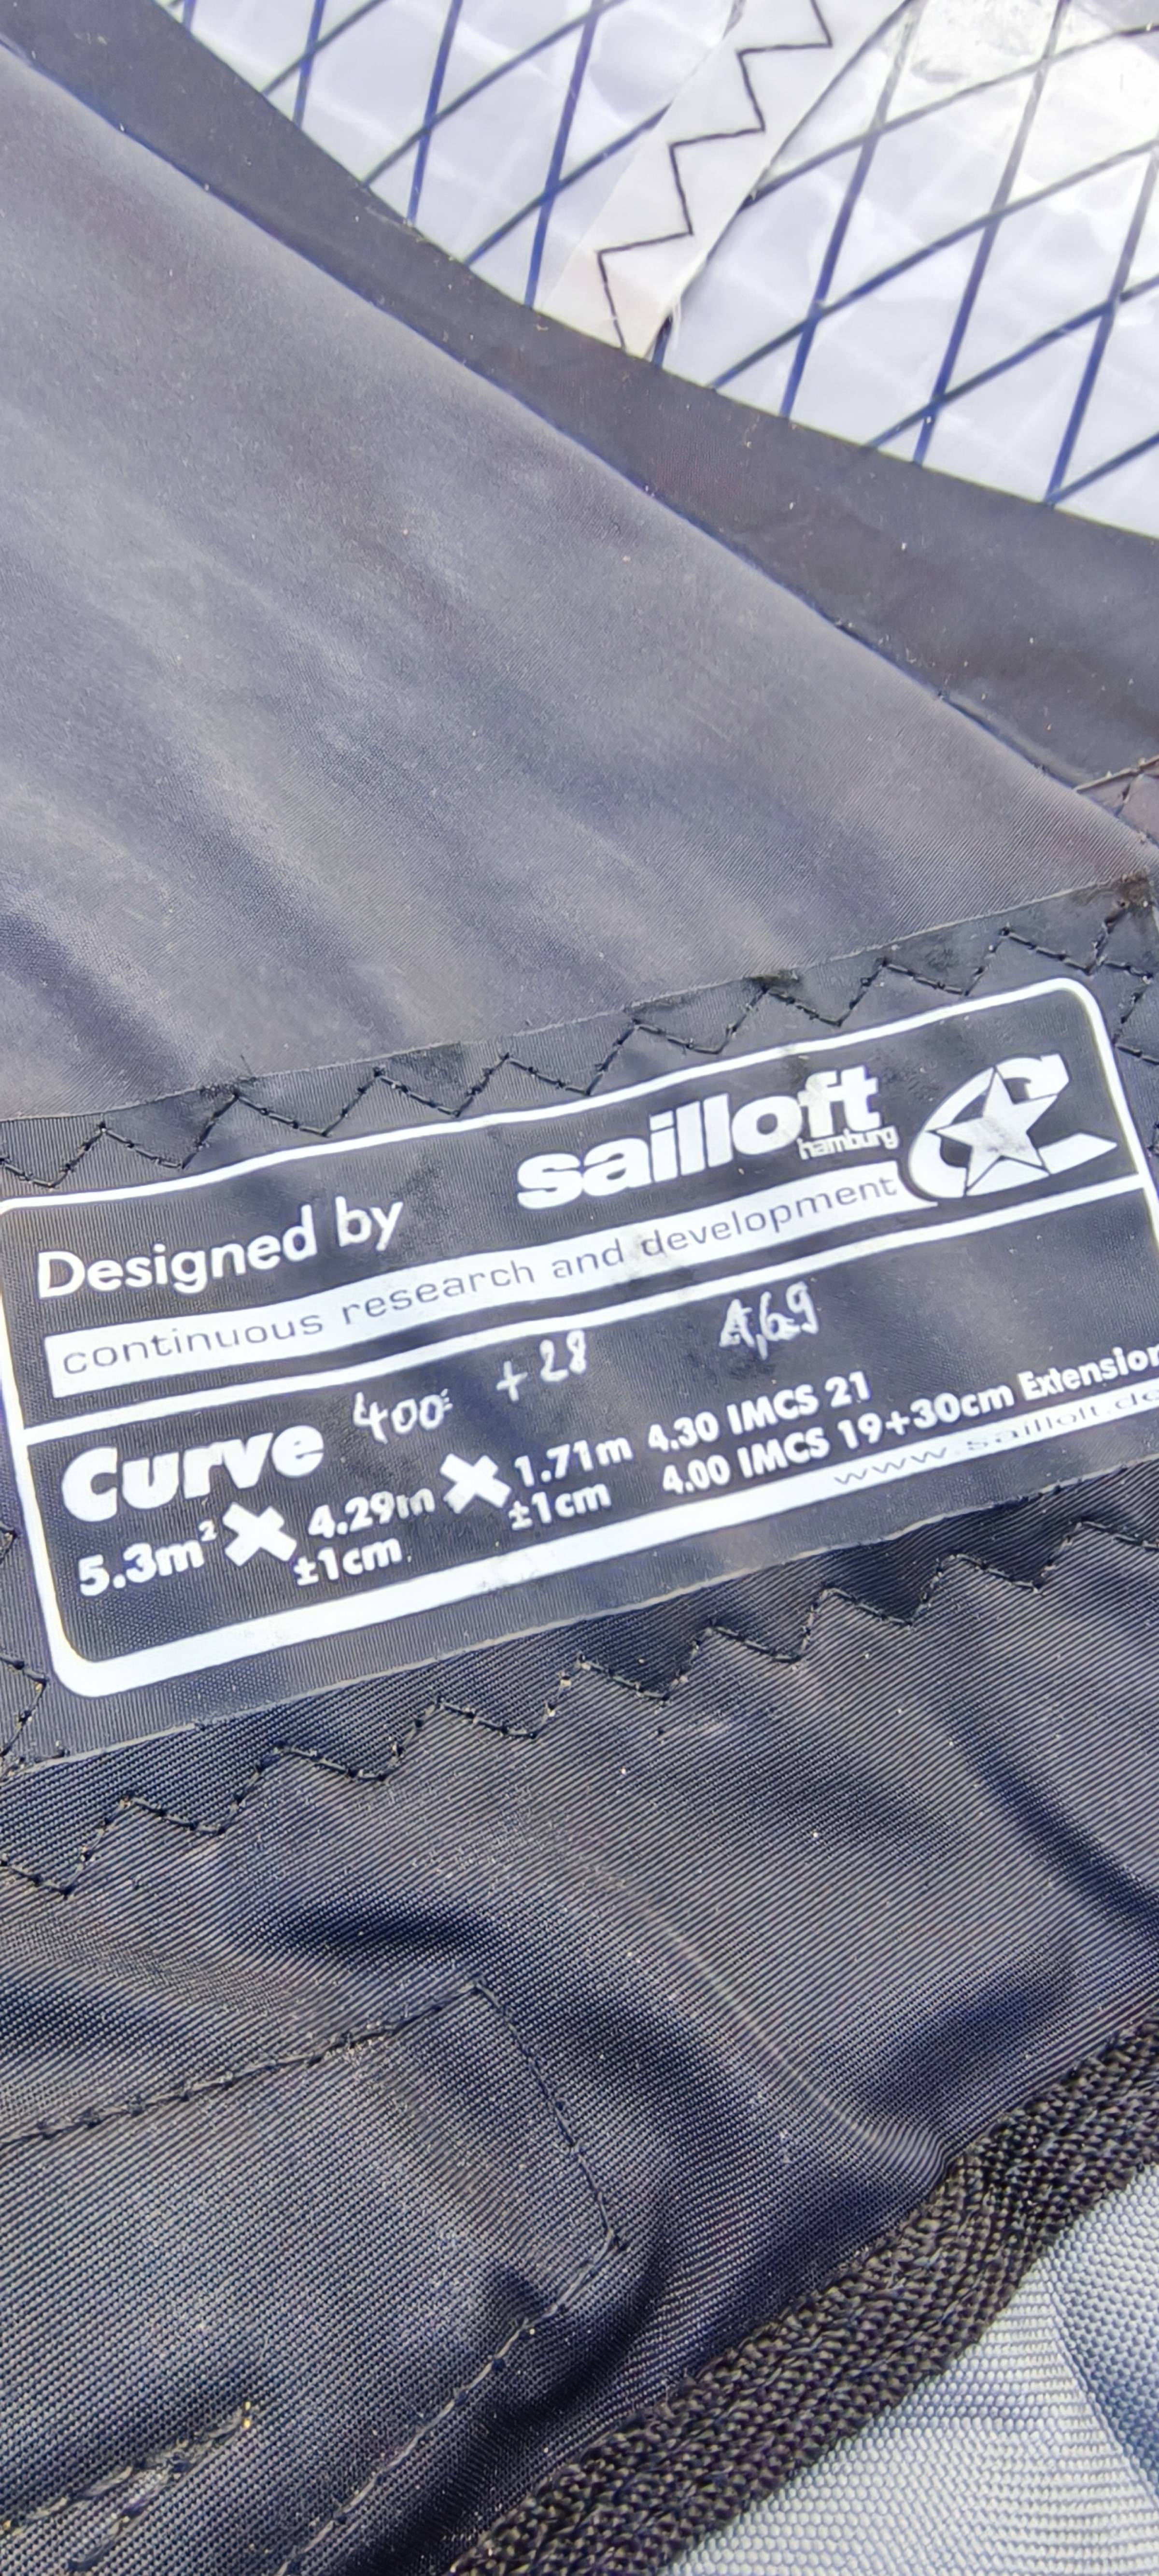 Designed by sailloft
hamburg
continuous research and development
Curve 400 +28 1,69
5.3m² × 4.29m × 1.71m 4.30 IMCS 21
±1cm ±1cm 4.00 IMCS 19+30cm Extension
www.sailloft.de